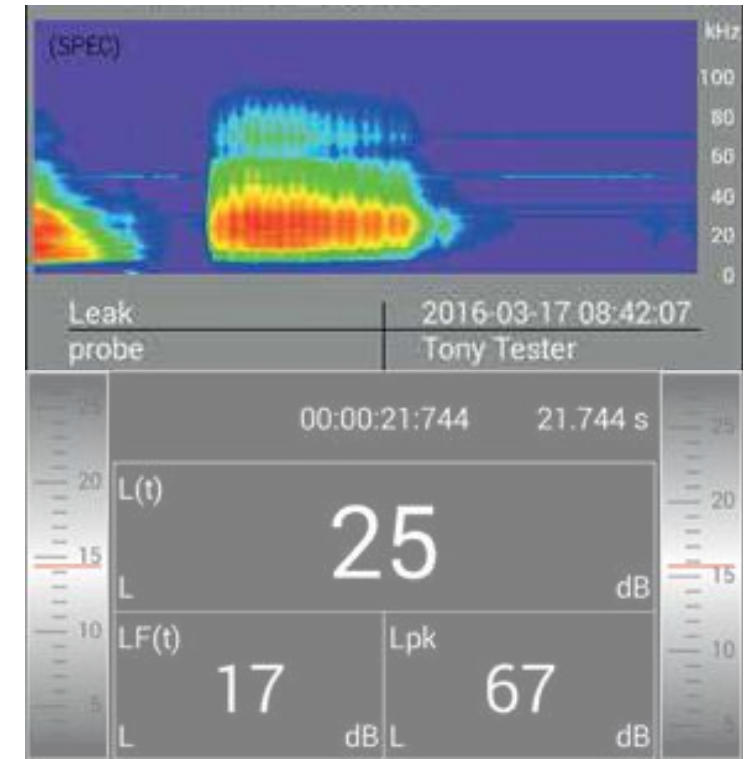 (SPEC)
kHz
100
80
60
40
20
0
Leak 2016-03-17 08:42:07
probe Tony Tester
25 00:00:21:744 21.744 s 25
20 L(t) 20
25
15 L dB 15
10 LF(t) Lpk 10
17 67
5 L dB L dB 5